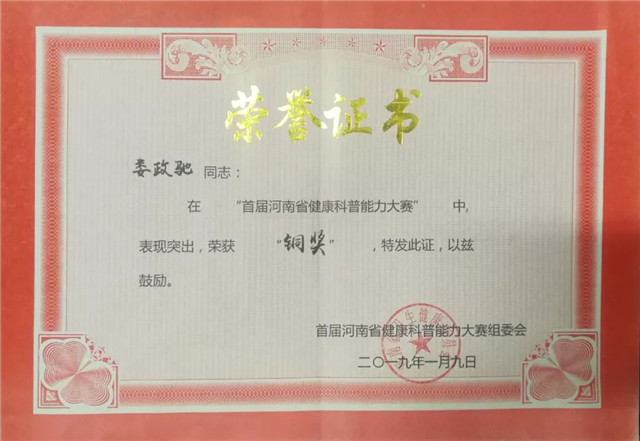 荣誉证书
娄政驰 同志：
在 “首届河南省健康科普能力大赛” 中,
表现突出，荣获 “铜奖” ，特发此证，以兹
鼓励。
首届河南省健康科普能力大赛组委会
二〇一九年一月九日